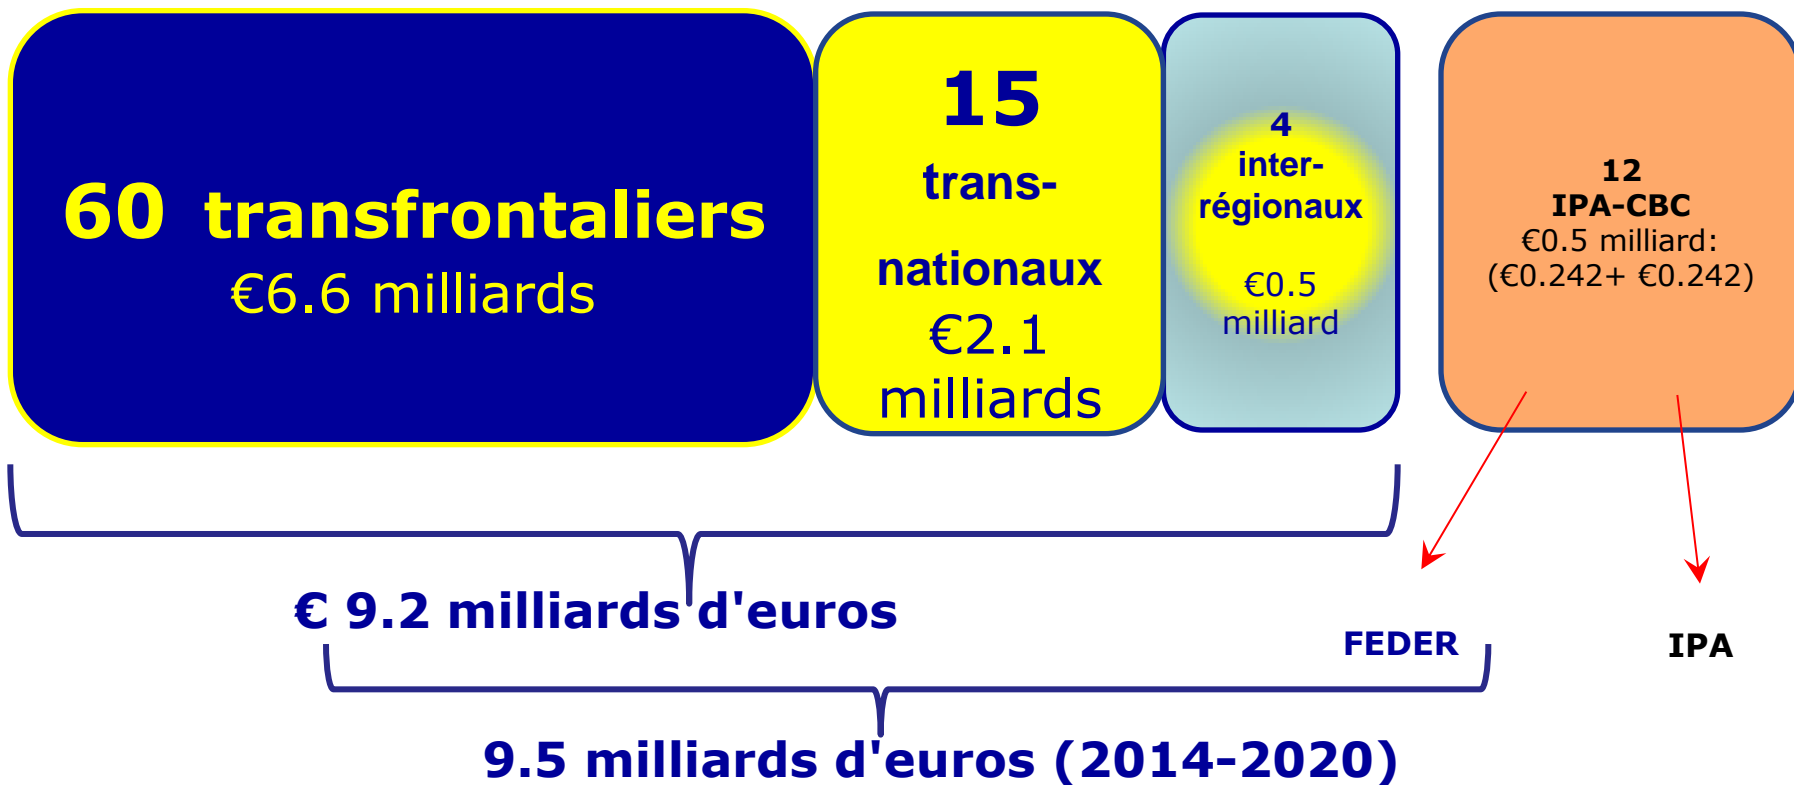 60 transfrontaliers
€6.6 milliards
15
trans-
nationaux
€2.1
milliards
4
inter-
régionaux
€0.5
milliard
12
IPA-CBC
€0.5 milliard:
(€0.242+ €0.242)
€ 9.2 milliards d'euros
FEDER
IPA
9.5 milliards d'euros (2014-2020)